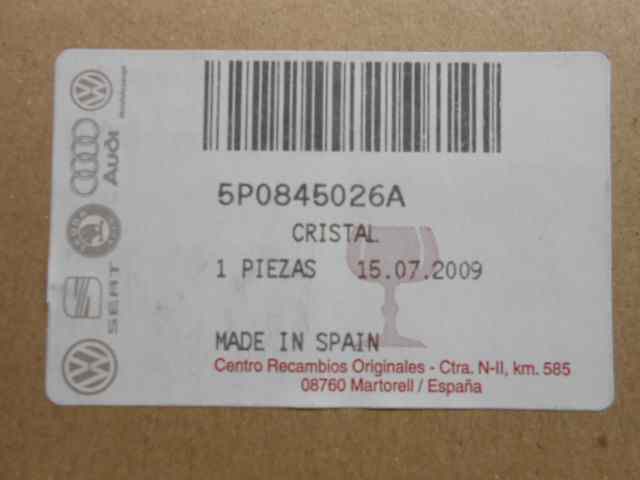 5P0845026A
CRISTAL
1 PIEZAS 15.07.2009
MADE IN SPAIN
Centro Recambios Originales - Ctra. N-II, km. 585
08760 Martorell / España
Audi
SEAT